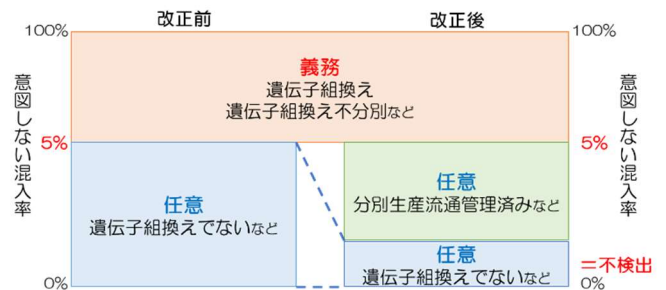 改正前
改正後
100%
100%
義務
遺伝子組換え
遺伝子組換え不分別など
意図しない混入率
意図しない混入率
5%
5%
任意
遺伝子組換えでないなど
任意
分別生産流通管理済みなど
任意
遺伝子組換えでないなど
=不検出
0%
0%